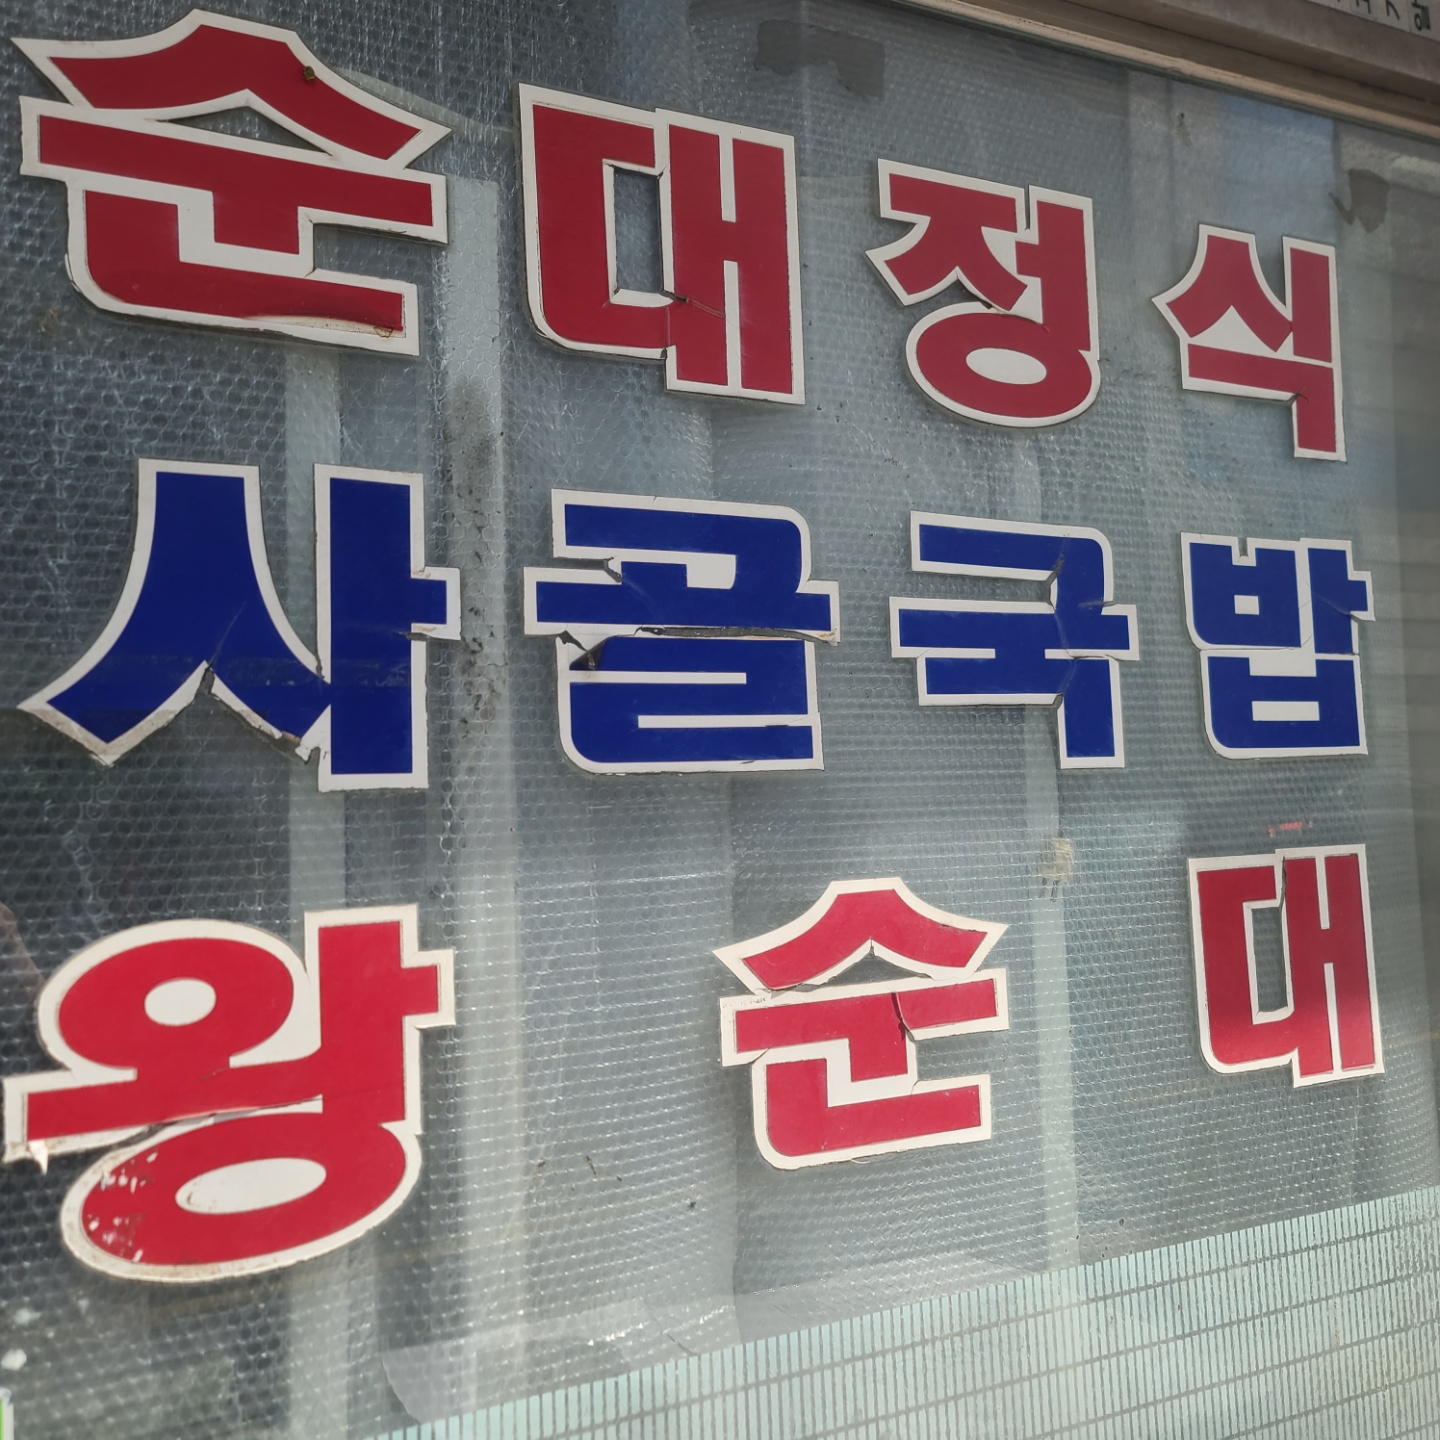 순대정식
사골국밥
왕 순 대